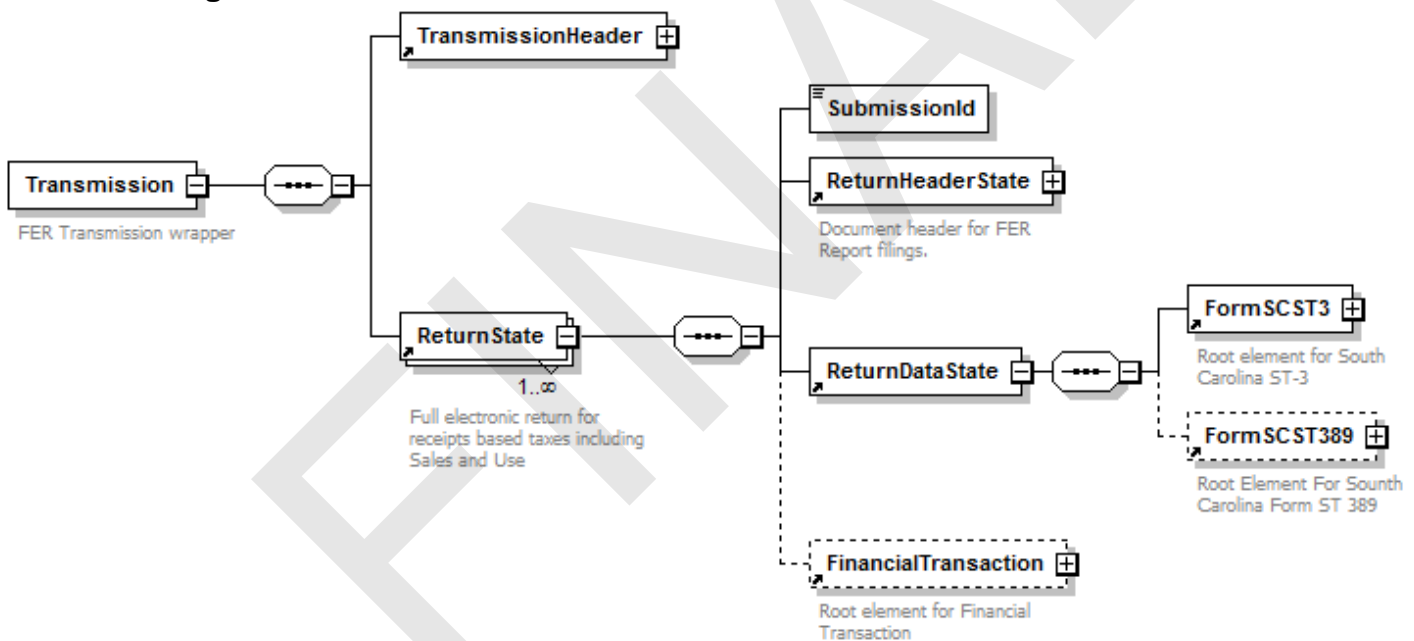 TransmissionHeader
SubmissionId
Transmission
FER Transmission wrapper
ReturnHeaderState
Document header for FER
Report filings.
ReturnState
1..∞
Full electronic return for
receipts based taxes including
Sales and Use
ReturnDataState
FormSCST3
Root element for South
Carolina ST-3
FormSCST389
Root Element For Sounth
Carolina Form ST 389
FinancialTransaction
Root element for Financial
Transaction
FINAL